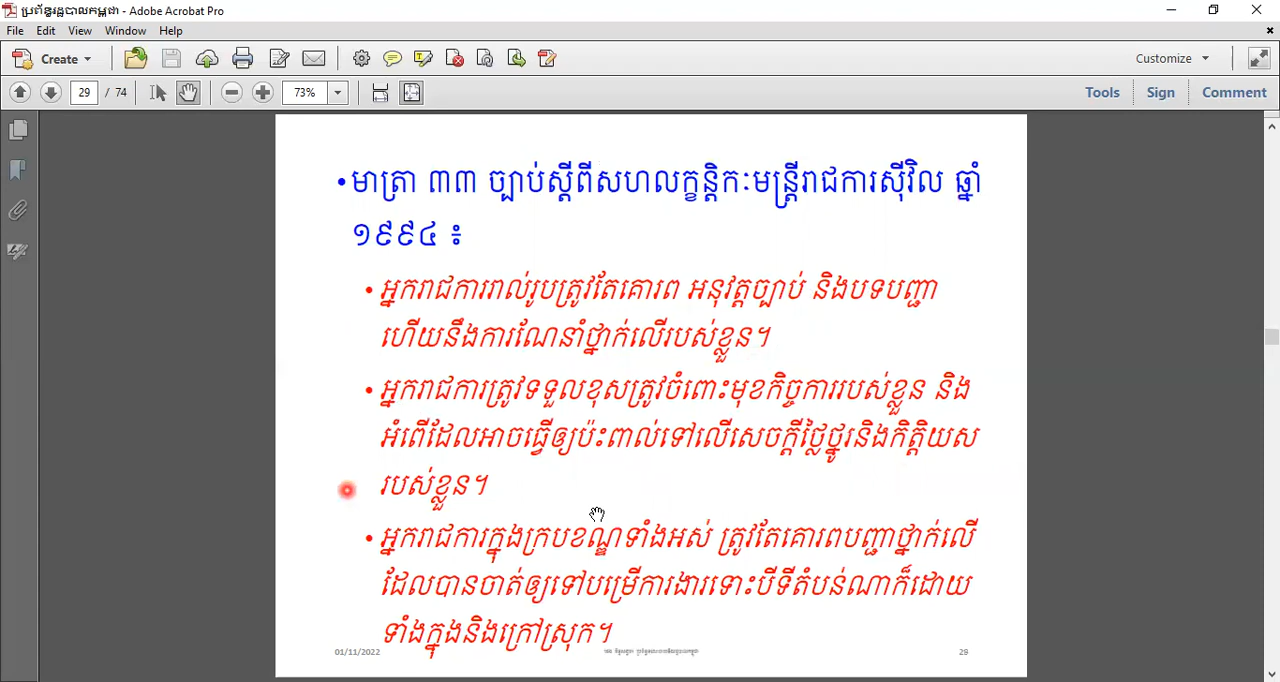 ប្រព័ន្ធរដ្ឋបាលកម្ពុជា - Adobe Acrobat Pro
File Edit View Window Help
Create Customize
29 / 74 73% Tools Sign Comment
•មាត្រា ៣៣ ច្បាប់ស្តីពីសហលក្ខន្តិកៈមន្ត្រីរាជការស៊ីវិល ឆ្នាំ
១៩៩៤ ៖
• អ្នករាជការរាល់រូបត្រូវតែគោរព អនុវត្តច្បាប់ និងបទបញ្ជា
ហើយនឹងការណែនាំថ្នាក់លើរបស់ខ្លួន។
• អ្នករាជការត្រូវទទួលខុសត្រូវចំពោះមុខកិច្ចការរបស់ខ្លួន និង
អំពើដែលអាចធ្វើឲ្យប៉ះពាល់ទៅលើសេចក្តីថ្លៃថ្នូរនិងកិត្តិយស
របស់ខ្លួន។
• អ្នករាជការក្នុងក្របខណ្ឌទាំងអស់ ត្រូវតែគោរពបញ្ជាថ្នាក់លើ
ដែលបានចាត់ឲ្យទៅបម្រើការងារទោះបីទីតំបន់ណាក៏ដោយ
ទាំងក្នុងនិងក្រៅស្រុក។
01/11/2022 29